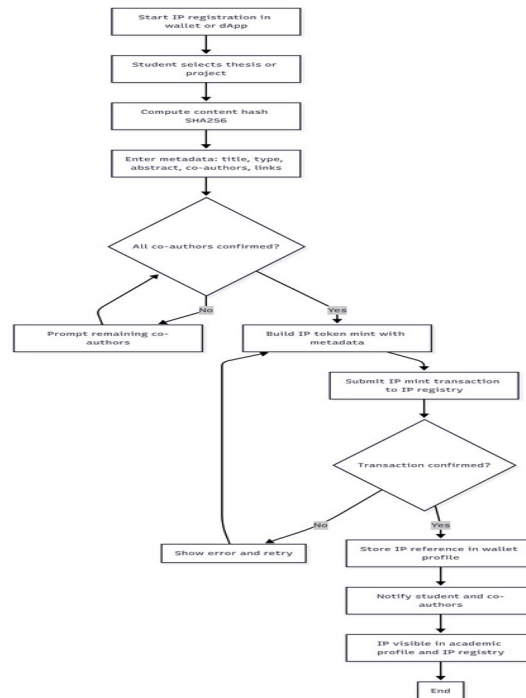 Start IP registration in
wallet or dApp
Student selects thesis or
project
Compute content hash
SHA256
Enter metadata: title, type,
abstract, co-authors, links
All co-authors confirmed?
No
Yes
Prompt remaining co-
authors
Build IP token mint with
metadata
Submit IP mint transaction
to IP registry
Transaction confirmed?
No
Yes
Show error and retry
Store IP reference in wallet
profile
Notify student and co-
authors
IP visible in academic
profile and IP registry
End